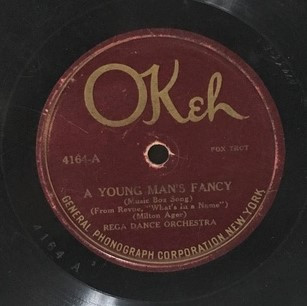 OKeh
4164-A
FOX TROT
A YOUNG MAN'S FANCY
(Music Box Song)
(From Revue, "What's In a Name")
(Milton Ager)
REGA DANCE ORCHESTRA
GENERAL PHONOGRAPH CORPORATION NEW YORK
4164 A